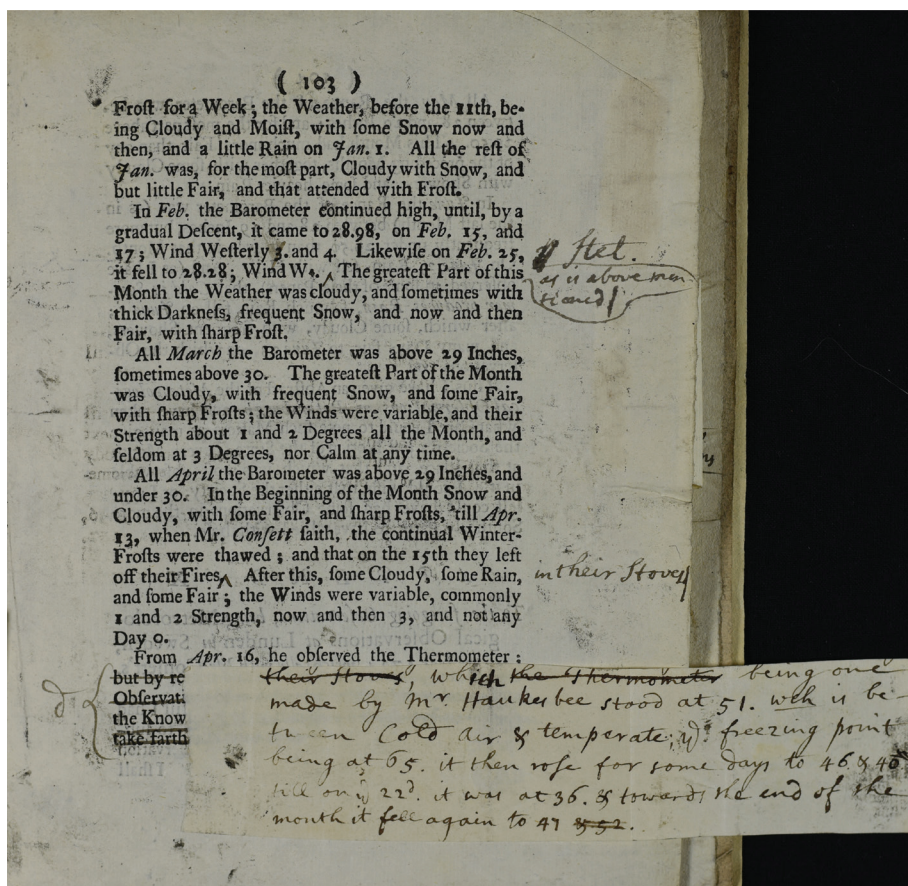 ( 103 )
Froſt for a Week; the Weather, before the 11th, be-
ing Cloudy and Moiſt, with ſome Snow now and
then, and a little Rain on Jan. 1. All the reſt of
Jan. was, for the moſt part, Cloudy with Snow, and
but little Fair, and that attended with Froſt.
In Feb. the Barometer continued high, until, by a
gradual Deſcent, it came to 28.98, on Feb. 15, and
17; Wind Weſterly 3. and 4. Likewiſe on Feb. 25,
ſtet.
it fell to 28.28; Wind W. ‸ The greateſt Part of this
as is above men
tioned
Month the Weather was cloudy, and ſometimes with
thick Darkneſs, frequent Snow, and now and then
Fair, with ſharp Froſt.
All March the Barometer was above 29 Inches,
ſometimes above 30. The greateſt Part of the Month
was Cloudy, with frequent Snow, and ſome Fair,
with ſharp Froſts; the Winds were variable, and their
Strength about 1 and 2 Degrees all the Month, and
ſeldom at 3 Degrees, nor Calm at any time.
All April the Barometer was above 29 Inches, and
under 30. In the Beginning of the Month Snow and
Cloudy, with ſome Fair, and ſharp Froſts, 'till Apr.
13, when Mr. Conſett ſaith, the continual Winter-
Froſts were thawed; and that on the 15th they left
off their Fires ‸ After this, ſome Cloudy, ſome Rain,
in their Stoves
and ſome Fair; the Winds were variable, commonly
1 and 2 Strength, now and then 3, and not any
Day 0.
From Apr. 16, he obſerved the Thermometer:
but by re
Obſervati
the Know
take farth
their Stoves, which the Thermometer being one
made by Mr. Haukesbee stood at 51. wch is be-
tween Cold air & temperate; ye freezing point
being at 65. it then rose for some days to 46. & 40
till on ye 22d. it was at 36. & towards the end of the
month it fell again to 47 & 52.